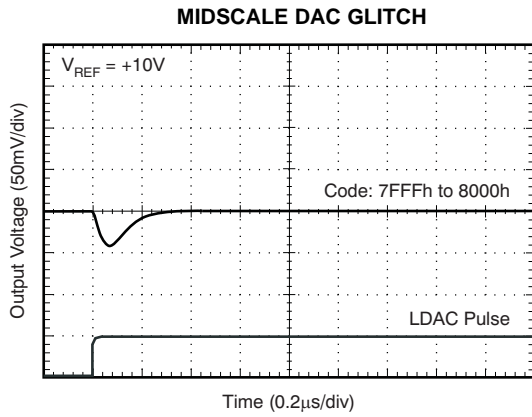 MIDSCALE DAC GLITCH
V_REF = +10V
Output Voltage (50mV/div)
Code: 7FFFh to 8000h
LDAC Pulse
Time (0.2µs/div)